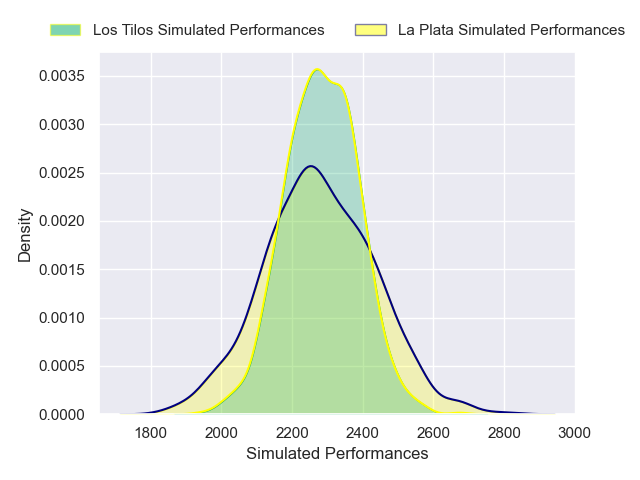 Los Tilos Simulated Performances La Plata Simulated Performances
0.0035
0.0030
0.0025
0.0020
0.0015
0.0010
0.0005
0.0000
Density
1800 2000 2200 2400 2600 2800 3000
Simulated Performances